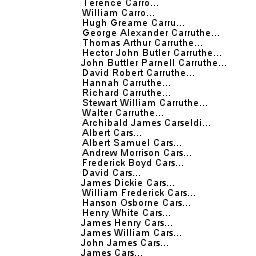 Terence Carro...
William Carro...
Hugh Greame Carru...
George Alexander Carruthe...
Thomas Arthur Carruthe...
Hector John Butler Carruthe...
John Buttler Parnell Carruthe...
David Robert Carruthe...
Hannah Carruthe...
Richard Carruthe...
Stewart William Carruthe...
Walter Carruthe...
Archibald James Carseldi...
Albert Cars...
Albert Samuel Cars...
Andrew Morrison Cars...
Frederick Boyd Cars...
David Cars...
James Dickie Cars...
William Frederick Cars...
Hanson Osborne Cars...
Henry White Cars...
James Henry Cars...
James William Cars...
John James Cars...
James Cars...